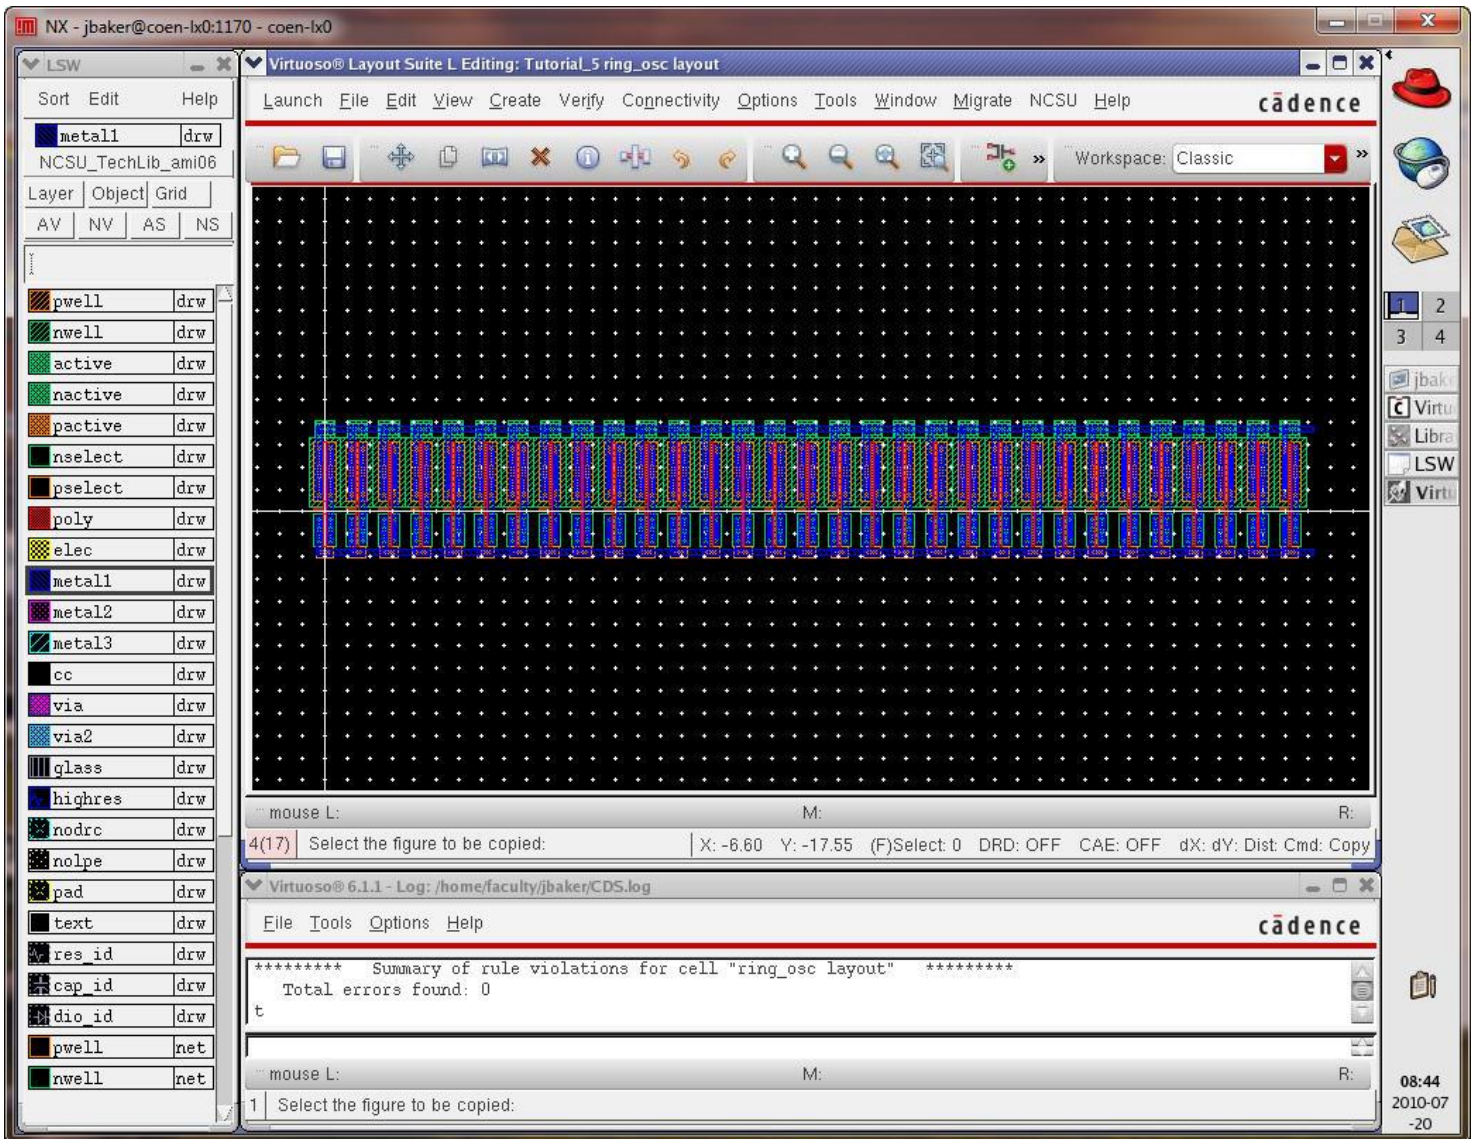 NX - jbaker@coen-lx0:1170 - coen-lx0
LSW
Sort Edit Help
metal1 drw
NCSU_TechLib_ami06
Layer Object Grid
AV NV AS NS
pwell drw
nwell drw
active drw
nactive drw
pactive drw
nselect drw
pselect drw
poly drw
elec drw
metal1 drw
metal2 drw
metal3 drw
cc drw
via drw
via2 drw
glass drw
highres drw
nodrc drw
nolpe drw
pad drw
text drw
res_id drw
cap_id drw
dio_id drw
pwell net
nwell net
Virtuoso® Layout Suite L Editing: Tutorial_5 ring_osc layout
Launch File Edit View Create Verify Connectivity Options Tools Window Migrate NCSU Help cādence
» Workspace: Classic »
mouse L: M: R:
4(17) Select the figure to be copied: X: -6.60 Y: -17.55 (F)Select: 0 DRD: OFF CAE: OFF dX: dY: Dist: Cmd: Copy
Virtuoso® 6.1.1 - Log: /home/faculty/jbaker/CDS.log
File Tools Options Help cādence
********* Summary of rule violations for cell "ring_osc layout" *********
Total errors found: 0
t
mouse L: M: R:
1 Select the figure to be copied:
1 2
3 4
jbake
Virtu
Libra
LSW
Virtu
08:44
2010-07
-20